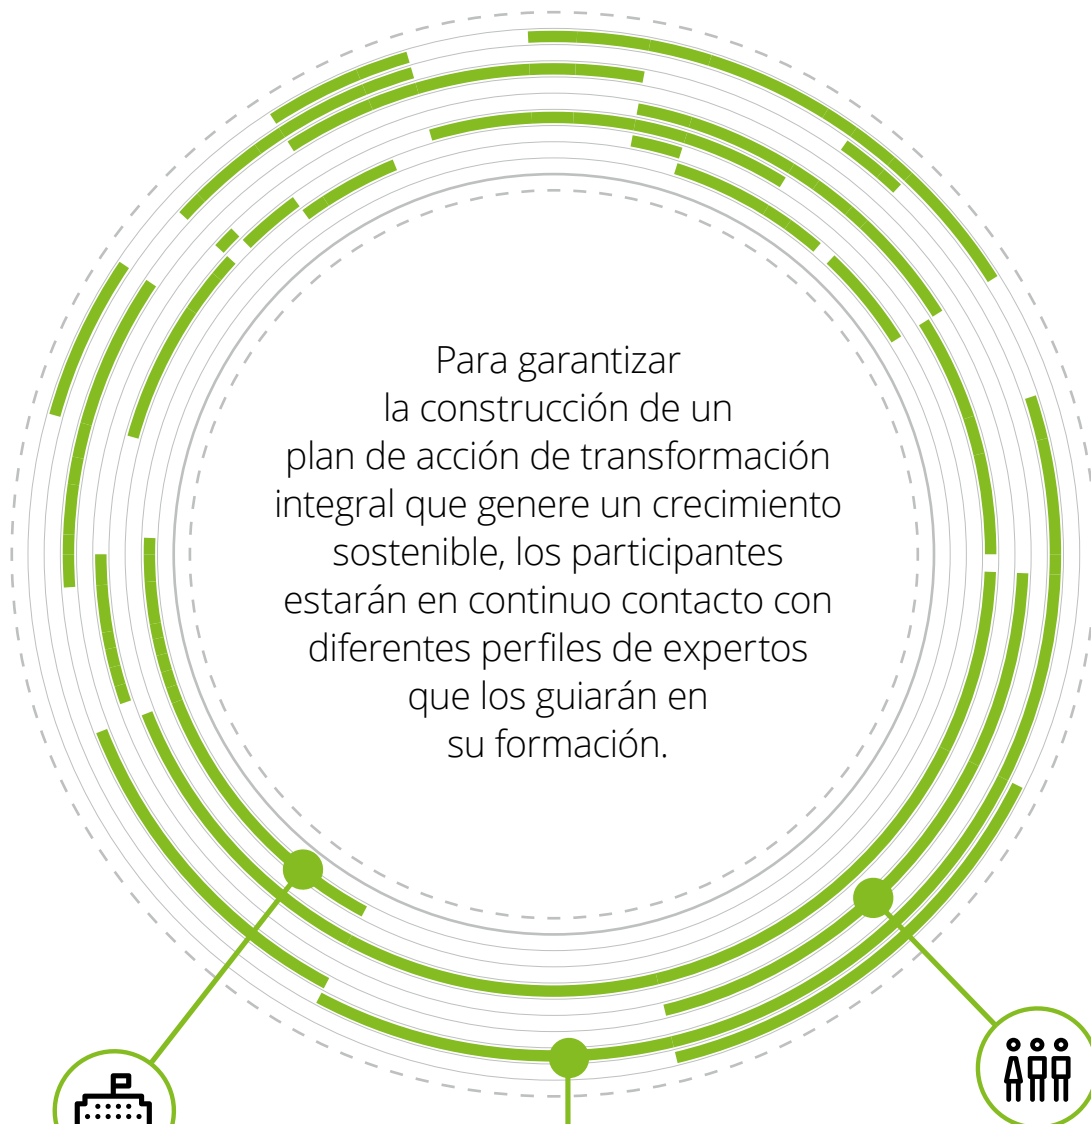 Para garantizar
la construcción de un
plan de acción de transformación
integral que genere un crecimiento
sostenible, los participantes
estarán en continuo contacto con
diferentes perfiles de expertos
que los guiarán en
su formación.